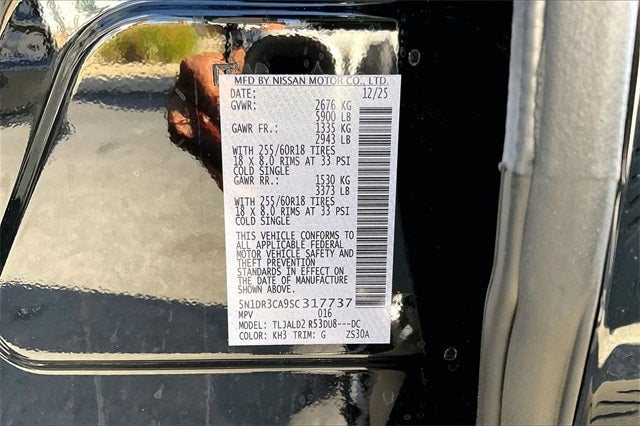 MFD BY NISSAN MOTOR CO., LTD.
DATE: 12/25
GVWR: 2676 KG
5900 LB
GAWR FR.: 1335 KG
2943 LB
WITH 255/60R18 TIRES
18 X 8.0 RIMS AT 33 PSI
COLD SINGLE
GAWR RR.: 1530 KG
3373 LB
WITH 255/60R18 TIRES
18 X 8.0 RIMS AT 33 PSI
COLD SINGLE
THIS VEHICLE CONFORMS TO
ALL APPLICABLE FEDERAL
MOTOR VEHICLE SAFETY AND
THEFT PREVENTION
STANDARDS IN EFFECT ON
THE DATE OF MANUFACTURE
SHOWN ABOVE.
5N1DR3CA9SC317737
MPV 016
MODEL: TLJALD2 R53DU8---DC
COLOR: KH3 TRIM: G ZS30A